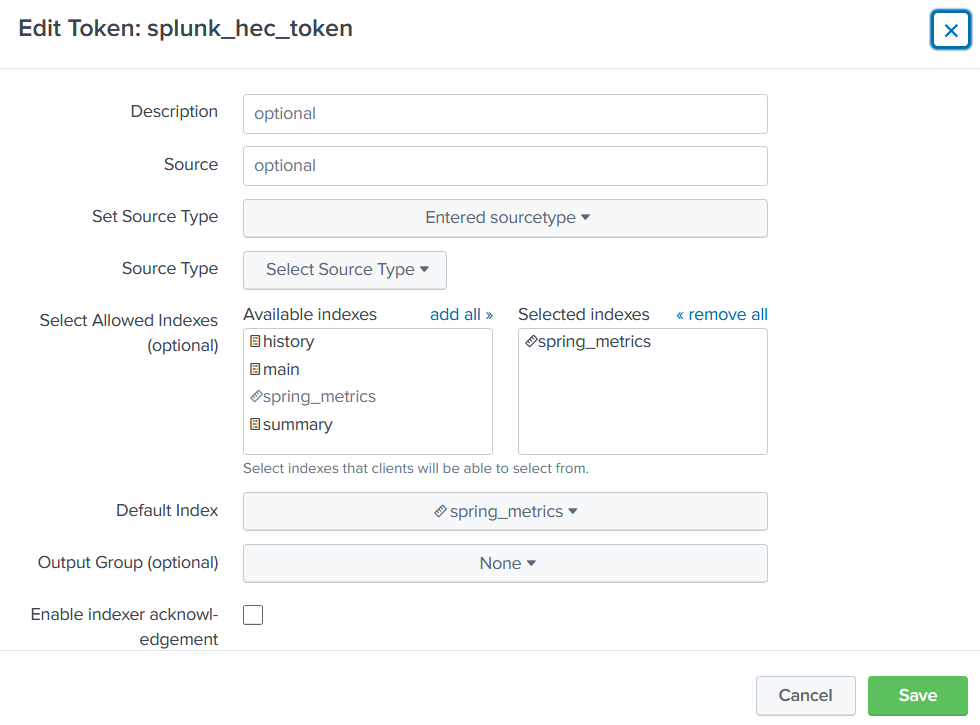 Edit Token: splunk_hec_token
Description
optional
Source
optional
Set Source Type
Entered sourcetype
Source Type
Select Source Type
Select Allowed Indexes
(optional)
Available indexes
add all »
Selected indexes
« remove all
history
main
spring_metrics
summary
spring_metrics
Select indexes that clients will be able to select from.
Default Index
spring_metrics
Output Group (optional)
None
Enable indexer acknowl-
edgement
Cancel
Save